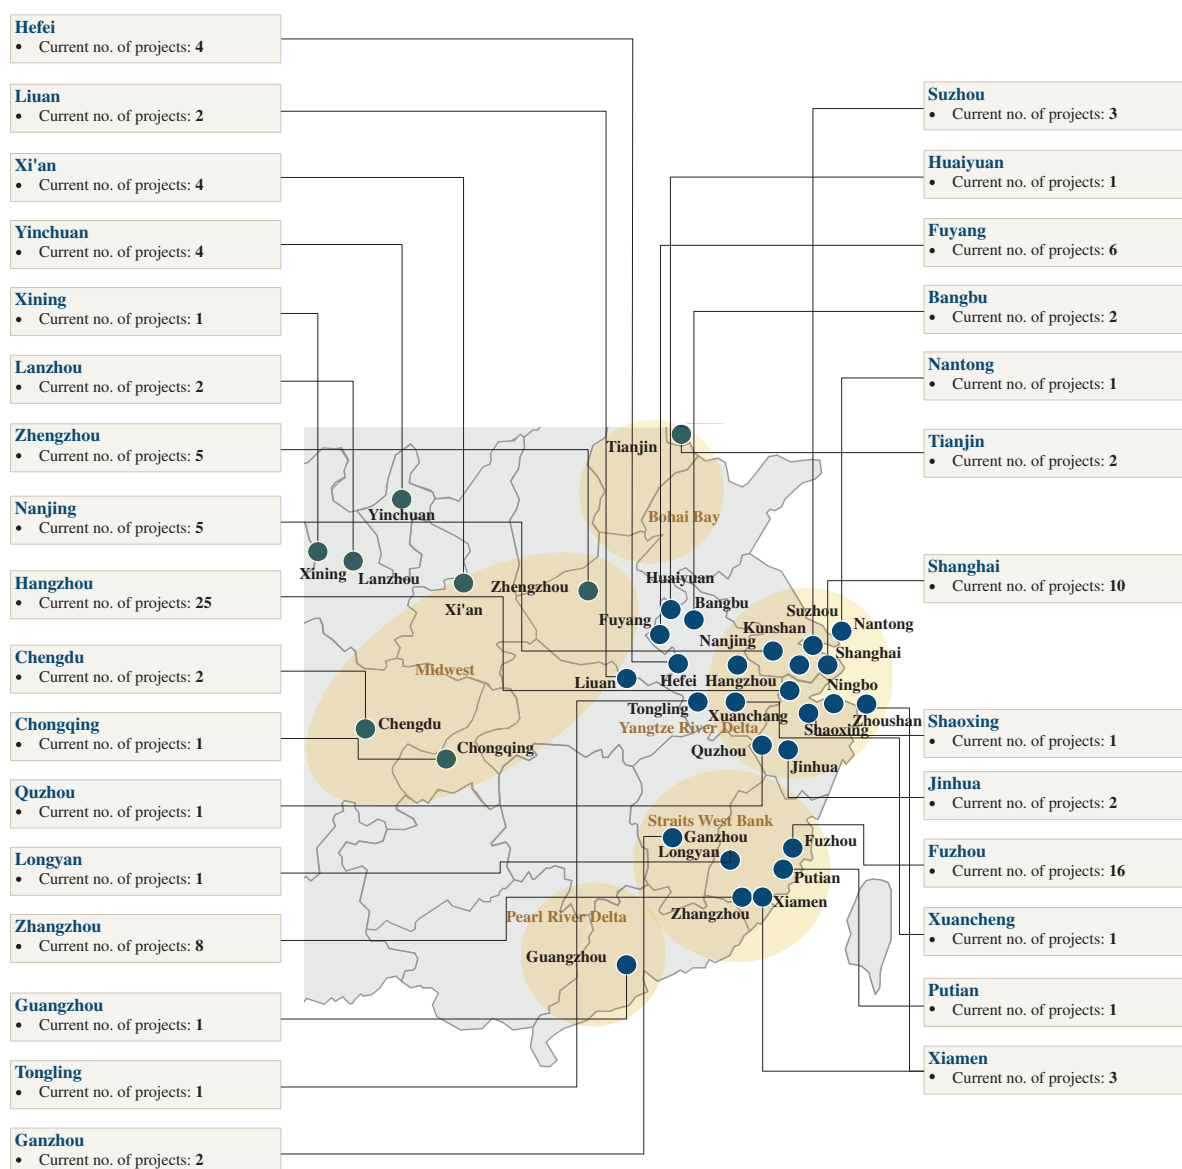 Hefei
• Current no. of projects: 4
Liuan
• Current no. of projects: 2
Xi'an
• Current no. of projects: 4
Yinchuan
• Current no. of projects: 4
Xining
• Current no. of projects: 1
Lanzhou
• Current no. of projects: 2
Zhengzhou
• Current no. of projects: 5
Nanjing
• Current no. of projects: 5
Hangzhou
• Current no. of projects: 25
Chengdu
• Current no. of projects: 2
Chongqing
• Current no. of projects: 1
Quzhou
• Current no. of projects: 1
Longyan
• Current no. of projects: 1
Zhangzhou
• Current no. of projects: 8
Guangzhou
• Current no. of projects: 1
Tongling
• Current no. of projects: 1
Ganzhou
• Current no. of projects: 2
Tianjin
Bohai Bay
Yinchuan
Xining
Lanzhou
Xi'an
Zhengzhou
Huaiyuan
Bangbu
Fuyang
Suzhou
Kunshan
Nantong
Nanjing
Shanghai
Midwest
Liuan
Hefei
Hangzhou
Ningbo
Tongling
Xuanchang
Zhoushan
Shaoxing
Yangtze River Delta
Chengdu
Chongqing
Quzhou
Jinhua
Straits West Bank
Ganzhou
Longyan
Fuzhou
Putian
Zhangzhou
Xiamen
Pearl River Delta
Guangzhou
Suzhou
• Current no. of projects: 3
Huaiyuan
• Current no. of projects: 1
Fuyang
• Current no. of projects: 6
Bangbu
• Current no. of projects: 2
Nantong
• Current no. of projects: 1
Tianjin
• Current no. of projects: 2
Shanghai
• Current no. of projects: 10
Shaoxing
• Current no. of projects: 1
Jinhua
• Current no. of projects: 2
Fuzhou
• Current no. of projects: 16
Xuancheng
• Current no. of projects: 1
Putian
• Current no. of projects: 1
Xiamen
• Current no. of projects: 3